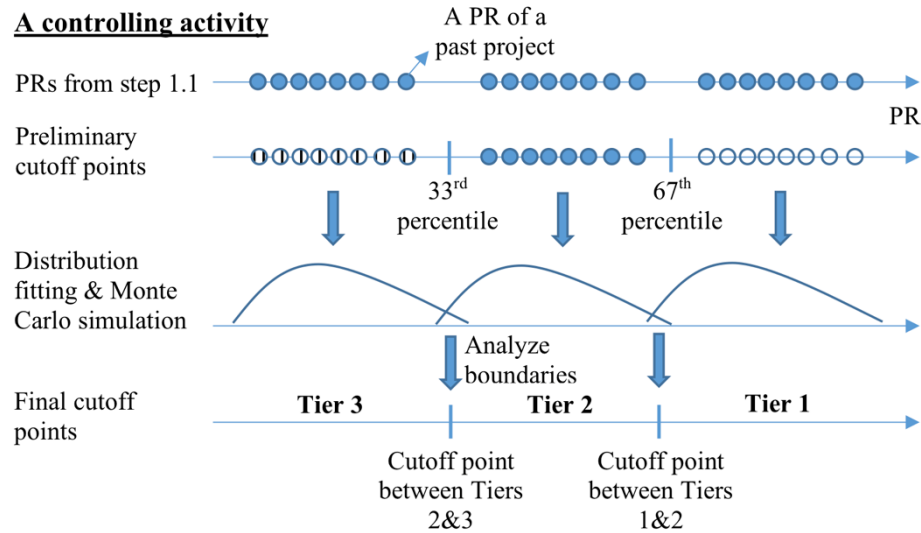 A controlling activity
A PR of a
past project
PRs from step 1.1
PR
Preliminary
cutoff points
33rd
percentile
67th
percentile
Distribution
fitting & Monte
Carlo simulation
Analyze
boundaries
Final cutoff
points
Tier 3
Tier 2
Tier 1
Cutoff point
between Tiers
2&3
Cutoff point
between Tiers
1&2